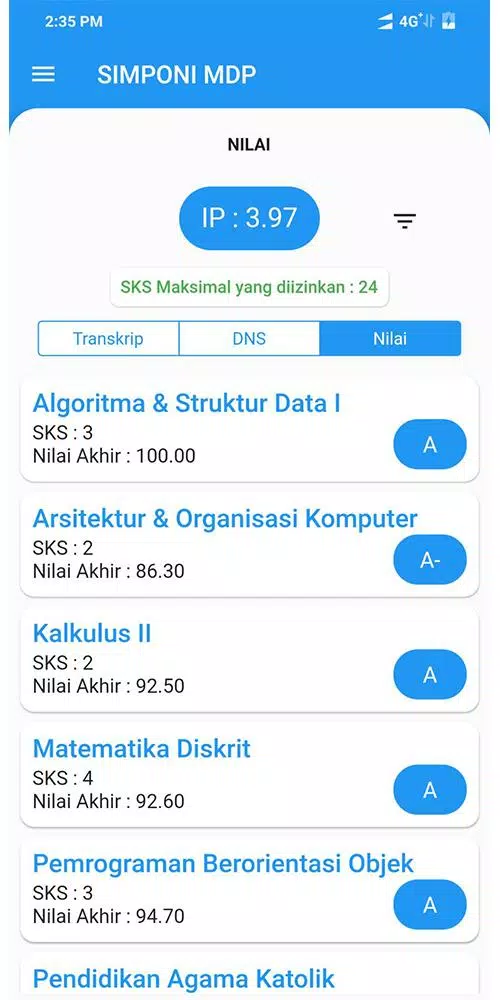 2:35 PM
4G+
SIMPONI MDP
NILAI
IP : 3.97
SKS Maksimal yang diizinkan : 24
Transkrip
DNS
Nilai
Algoritma & Struktur Data I
SKS : 3
Nilai Akhir : 100.00
A
Arsitektur & Organisasi Komputer
SKS : 2
Nilai Akhir : 86.30
A-
Kalkulus II
SKS : 2
Nilai Akhir : 92.50
A
Matematika Diskrit
SKS : 4
Nilai Akhir : 92.60
A
Pemrograman Berorientasi Objek
SKS : 3
Nilai Akhir : 94.70
A
Pendidikan Agama Katolik